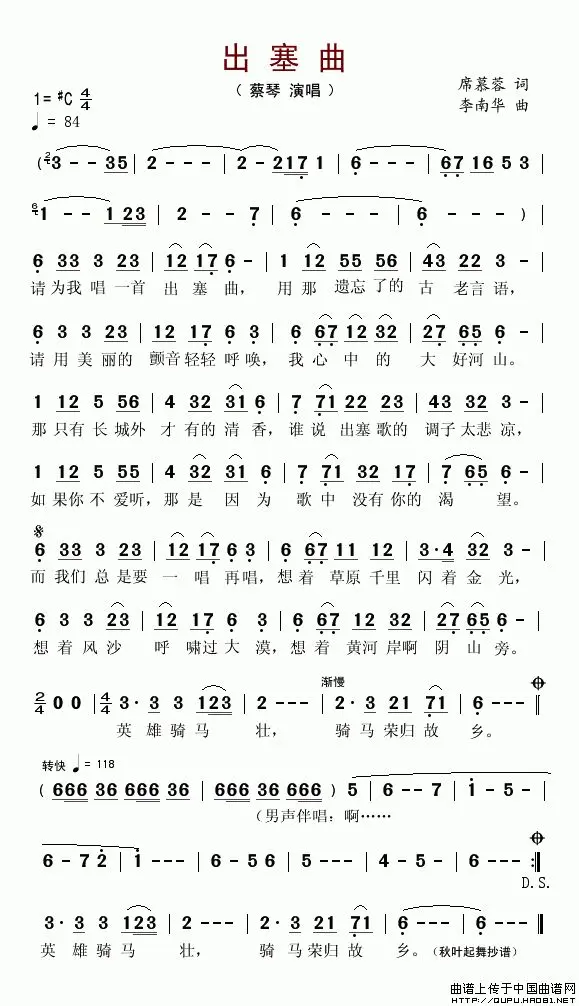 出塞曲
（蔡琴 演唱）
席慕蓉 词
李南华 曲
1= #C 4/4
♩= 84
( 2/4 3 - - 35 | 2 - - - | 2 - 217 1 | 6 - - - | 67 16 5 3 |
6/4 1 - - 1 23 | 2 - - 7 | 6 - - - | 6 - - - ) |
6 33 3 23 | 12 17 6 - | 1 12 55 56 | 43 22 3 - |
请为我唱一首 出塞曲，用那 遗忘了的 古 老言语，
6 3 3 23 | 12 17 6 3 | 6 67 12 32 | 27 65 6 - |
请用美丽的 颤音轻轻呼唤，我心中的 大 好河山。
1 12 5 56 | 4 32 31 6 | 7 71 22 23 | 12 76 3 - |
那只有长城外 才有的清香，谁说 出塞歌的 调子太悲凉，
1 12 5 56 | 4 32 31 6 | 7 71 32 17 | 7 65 6 - |
如果你不爱听，那是 因为 歌中没有你的渴 望。
6 33 3 23 | 12 17 6 3 | 6 67 11 12 | 3·4 32 3 - |
而我们总是要 一 唱再唱，想着草原千里 闪着金光，
6 3 3 23 | 12 17 6 3 | 6 67 12 32 | 27 65 6 - |
想着风沙 呼 啸过大漠，想着黄河岸啊 阴山旁。
渐慢
2/4 0 0 | 4/4 3· 3 3 123 | 2 - - - | 2· 3 21 71 | 6 - - - ‖
英雄骑马 壮， 骑马荣归故 乡。
转快 ♩= 118
( 666 36 666 36 | 666 36 666 36 ) | 5 - - - | 6 - - 7 | 1 - 5 - |
（男声伴唱：啊……
6 - 7 2 | 1 - - - | 6 - 5 6 | 5 - - - | 4 - 5 - | 6 - - - :‖
D.S.
3· 3 3 123 | 2 - - - | 2· 3 21 71 | 6 - - - | 6 - - - ‖
英雄骑马 壮， 骑马荣归故 乡。（秋叶起舞抄谱）
曲谱上传于中国曲谱网
HTTP://QUPU.HAO81.NET